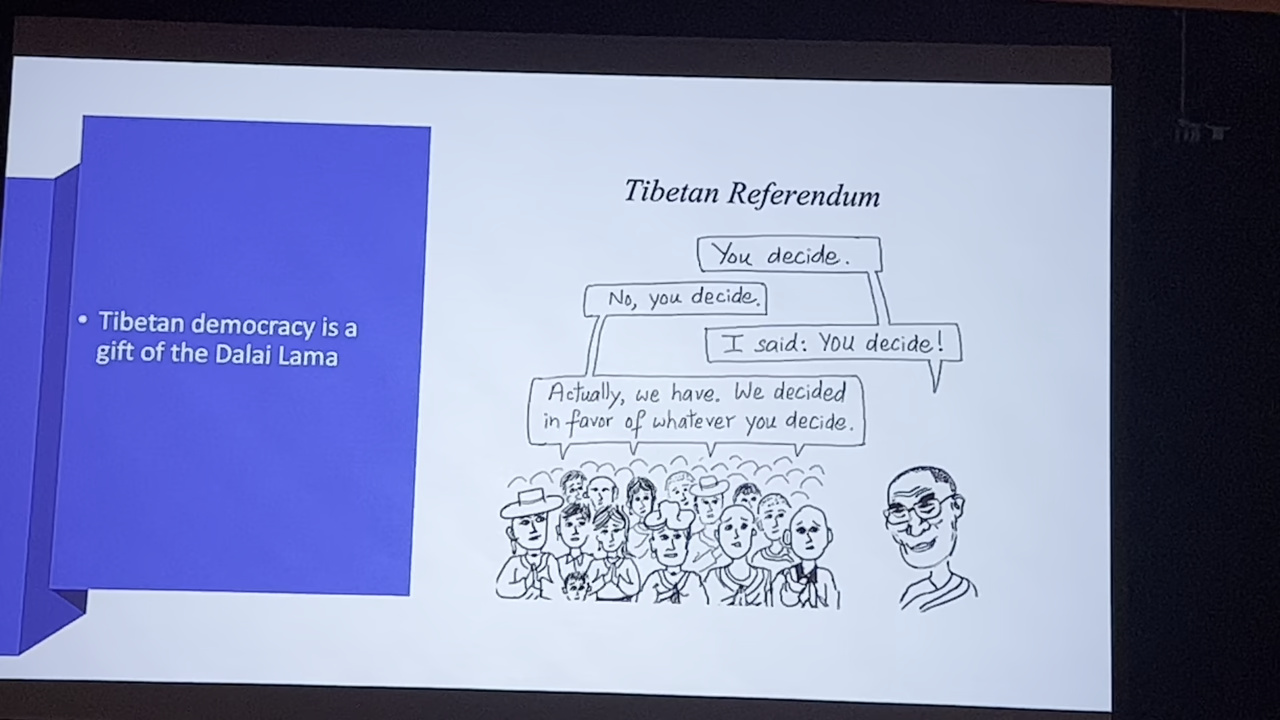 • Tibetan democracy is a
gift of the Dalai Lama
Tibetan Referendum
You decide.
No, you decide.
I said: You decide!
Actually, we have. We decided
in favor of whatever you decide.